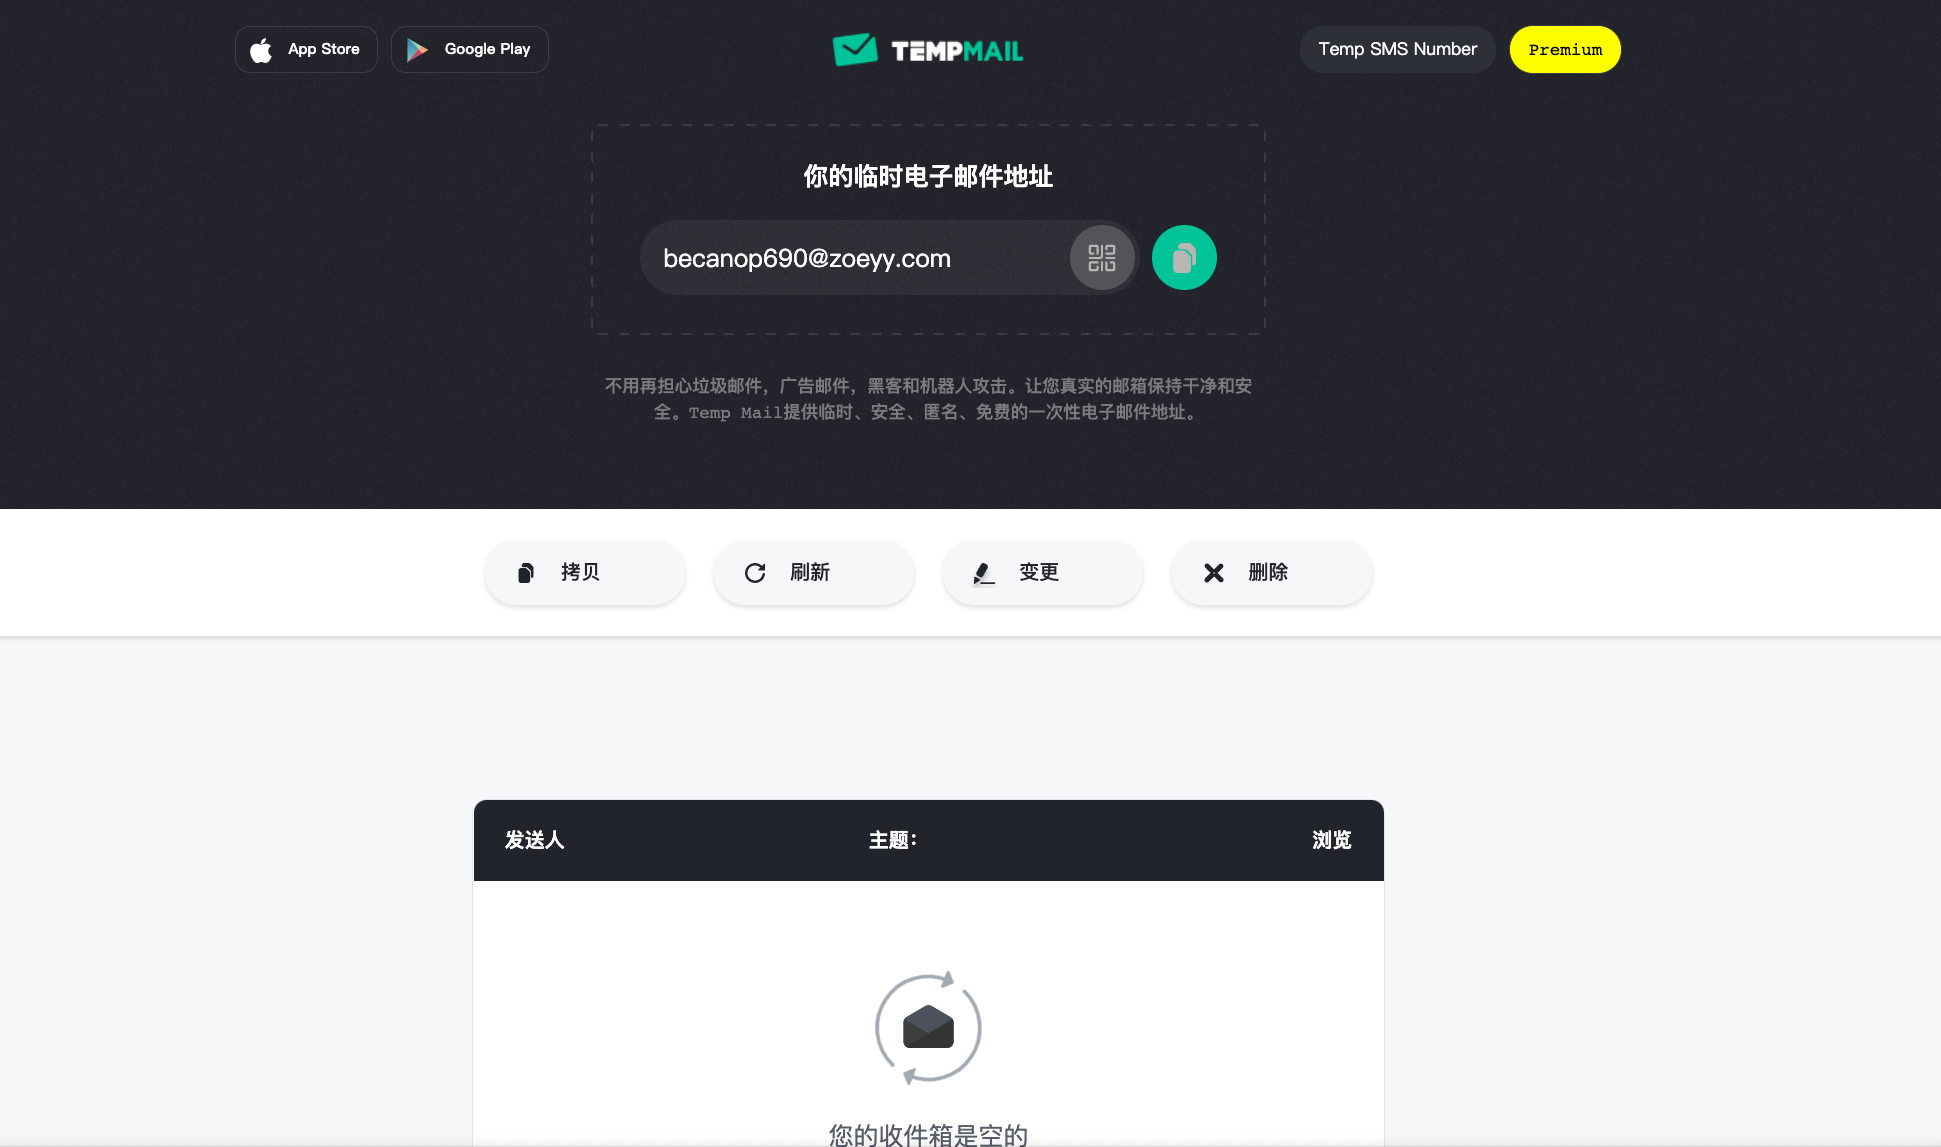 App Store
Google Play
TEMPMAIL
Temp SMS Number
Premium
你的临时电子邮件地址
becanop690@zoeyy.com
不用再担心垃圾邮件，广告邮件，黑客和机器人攻击。让您真实的邮箱保持干净和安
全。Temp Mail提供临时、安全、匿名、免费的一次性电子邮件地址。
拷贝
刷新
变更
删除
发送人
主题：
浏览
您的收件箱是空的